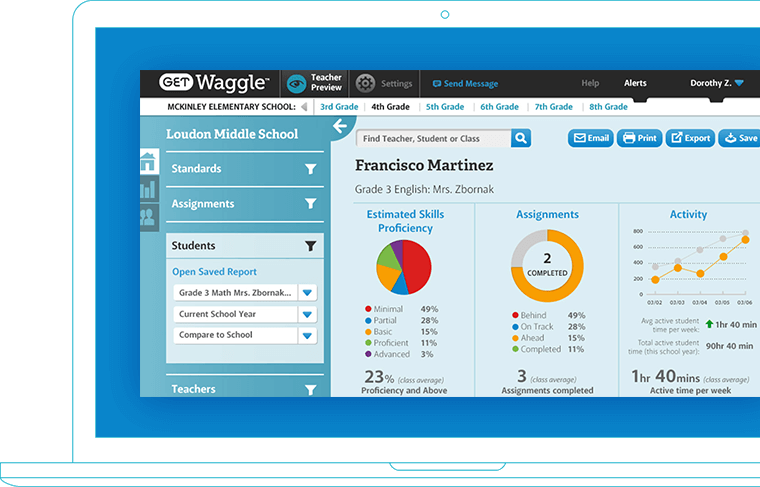 GET Waggle™
Teacher Preview
Settings
Send Message
Help
Alerts
Dorothy Z.
MCKINLEY ELEMENTARY SCHOOL:
3rd Grade
4th Grade
5th Grade
6th Grade
7th Grade
8th Grade
Loudon Middle School
Standards
Assignments
Students
Open Saved Report
Grade 3 Math Mrs. Zbornak...
Current School Year
Compare to School
Teachers
Find Teacher, Student or Class
Email
Print
Export
Save
Francisco Martinez
Grade 3 English: Mrs. Zbornak
Estimated Skills
Proficiency
Minimal 49%
Partial 28%
Basic 15%
Proficient 11%
Advanced 3%
23% (class average)
Proficiency and Above
Assignments
2
COMPLETED
Behind 49%
On Track 28%
Ahead 15%
Completed 11%
3 (class average)
Assignments completed
Activity
800
600
400
200
0
03/02 03/03 03/04 03/05 03/06
Avg active student
time per week:
1hr 40 min
Total active student
time (this school year):
90hr 40 min
1hr 40mins (class average)
Active time per week